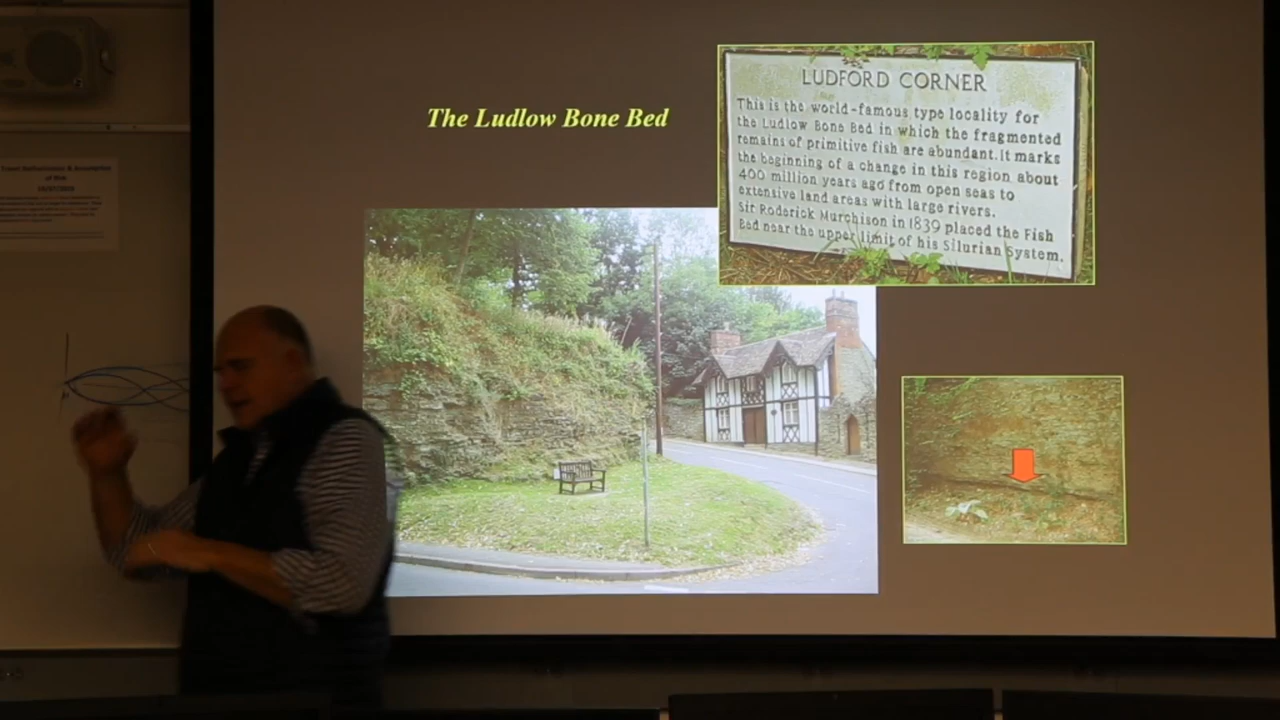 The Ludlow Bone Bed
LUDFORD CORNER
This is the world-famous type locality for
the Ludlow Bone Bed in which the fragmented
remains of primitive fish are abundant. It marks
the beginning of a change in this region about
400 million years ago from open seas to
extensive land areas with large rivers.
Sir Roderick Murchison in 1839 placed the Fish
Bed near the upper limit of his Silurian System.